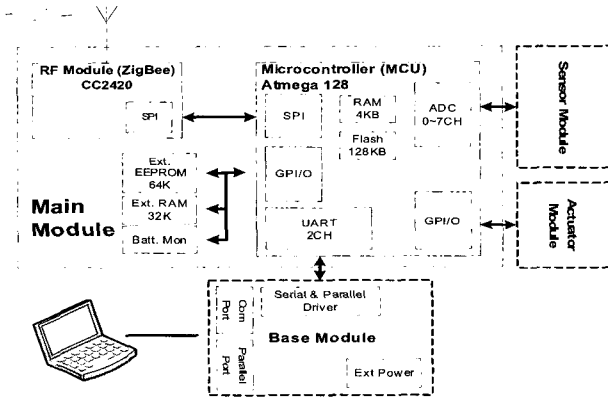 RF Module (ZigBee)
CC2420
SPI
Ext.
EEPROM
64K
Ext. RAM
32K
Batt. Mon
Main
Module
Microcontroller (MCU)
Atmega 128
SPI
RAM
4KB
Flash
128KB
ADC
0~7CH
GPI/O
UART
2CH
GPI/O
Sensor Module
Actuator
Module
Com
Port
Serial & Parallel
Driver
Base Module
Parallel
Port
Ext Power